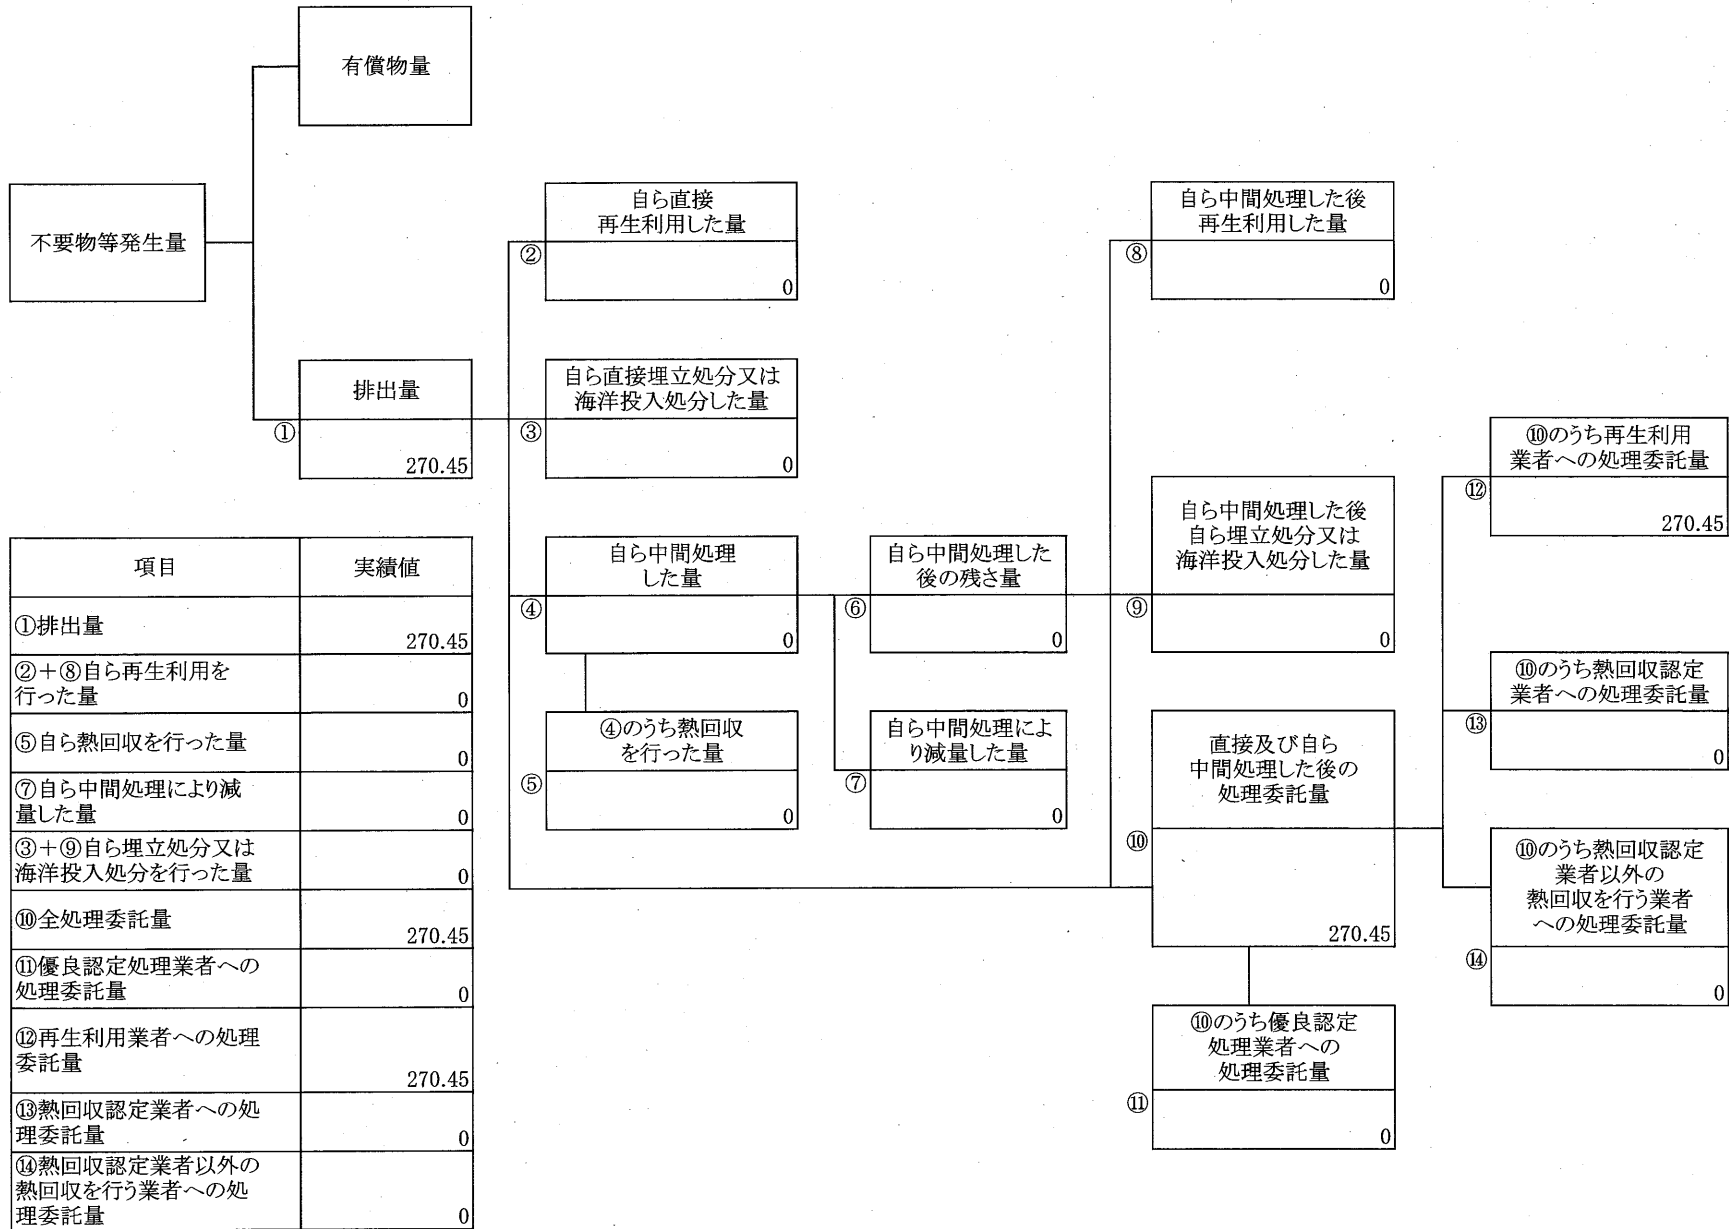 有償物量
不要物等発生量
自ら直接
再生利用した量
②
0
自ら中間処理した後
再生利用した量
⑧
0
排出量
①
270.45
自ら直接埋立処分又は
海洋投入処分した量
③
0
⑩のうち再生利用
業者への処理委託量
⑫
270.45
自ら中間処理
した量
④
0
自ら中間処理した
後の残さ量
⑥
0
自ら中間処理した後
自ら埋立処分又は
海洋投入処分した量
⑨
0
⑩のうち熱回収認定
業者への処理委託量
⑬
0
④のうち熱回収
を行った量
⑤
0
自ら中間処理によ
り減量した量
⑦
0
直接及び自ら
中間処理した後の
処理委託量
⑩
270.45
⑩のうち熱回収認定
業者以外の
熱回収を行う業者
への処理委託量
⑭
0
⑩のうち優良認定
処理業者への
処理委託量
⑪
0
項目 実績値
①排出量 270.45
②+⑧自ら再生利用を
行った量 0
⑤自ら熱回収を行った量 0
⑦自ら中間処理により減
量した量 0
③+⑨自ら埋立処分又は
海洋投入処分を行った量 0
⑩全処理委託量 270.45
⑪優良認定処理業者への
処理委託量 0
⑫再生利用業者への処理
委託量 270.45
⑬熱回収認定業者への処
理委託量 0
⑭熱回収認定業者以外の
熱回収を行う業者への処
理委託量 0